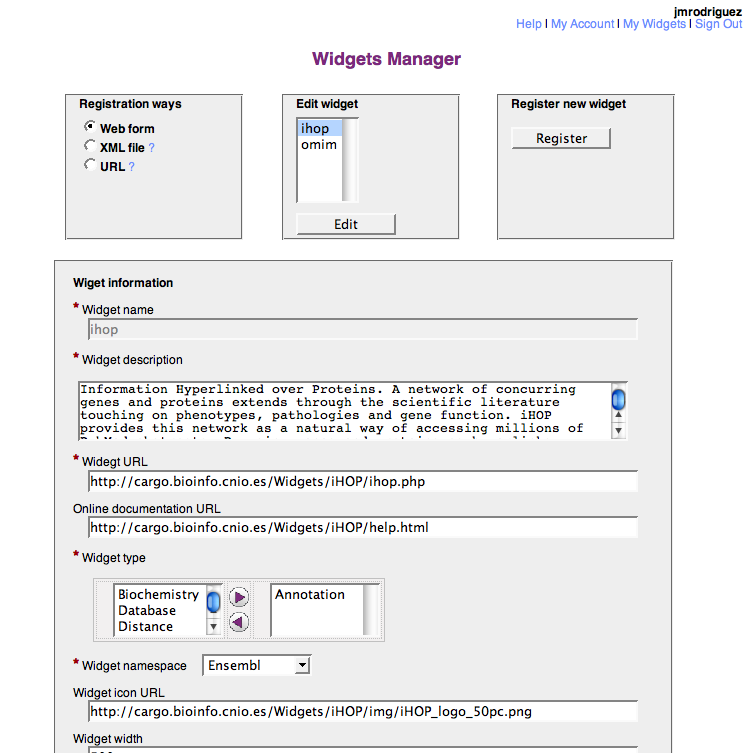 jmrodriguez
Help | My Account | My Widgets | Sign Out
Widgets Manager
Registration ways
Web form
XML file ?
URL ?
Edit widget
ihop
omim
Edit
Register new widget
Register
Wiget information
* Widget name
ihop
* Widget description
Information Hyperlinked over Proteins. A network of concurring
genes and proteins extends through the scientific literature
touching on phenotypes, pathologies and gene function. iHOP
provides this network as a natural way of accessing millions of
* Widegt URL
http://cargo.bioinfo.cnio.es/Widgets/iHOP/ihop.php
Online documentation URL
http://cargo.bioinfo.cnio.es/Widgets/iHOP/help.html
* Widget type
Biochemistry
Database
Distance
Annotation
* Widget namespace Ensembl
Widget icon URL
http://cargo.bioinfo.cnio.es/Widgets/iHOP/img/iHOP_logo_50pc.png
Widget width